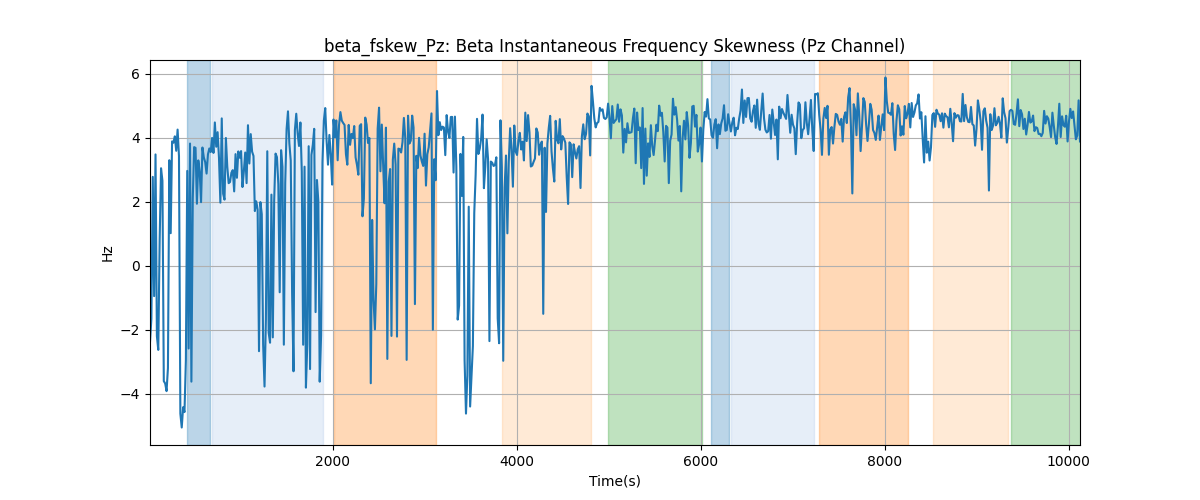 beta_fskew_Pz: Beta Instantaneous Frequency Skewness (Pz Channel)
6
4
2
0
−2
−4
Hz
2000 4000 6000 8000 10000
Time(s)